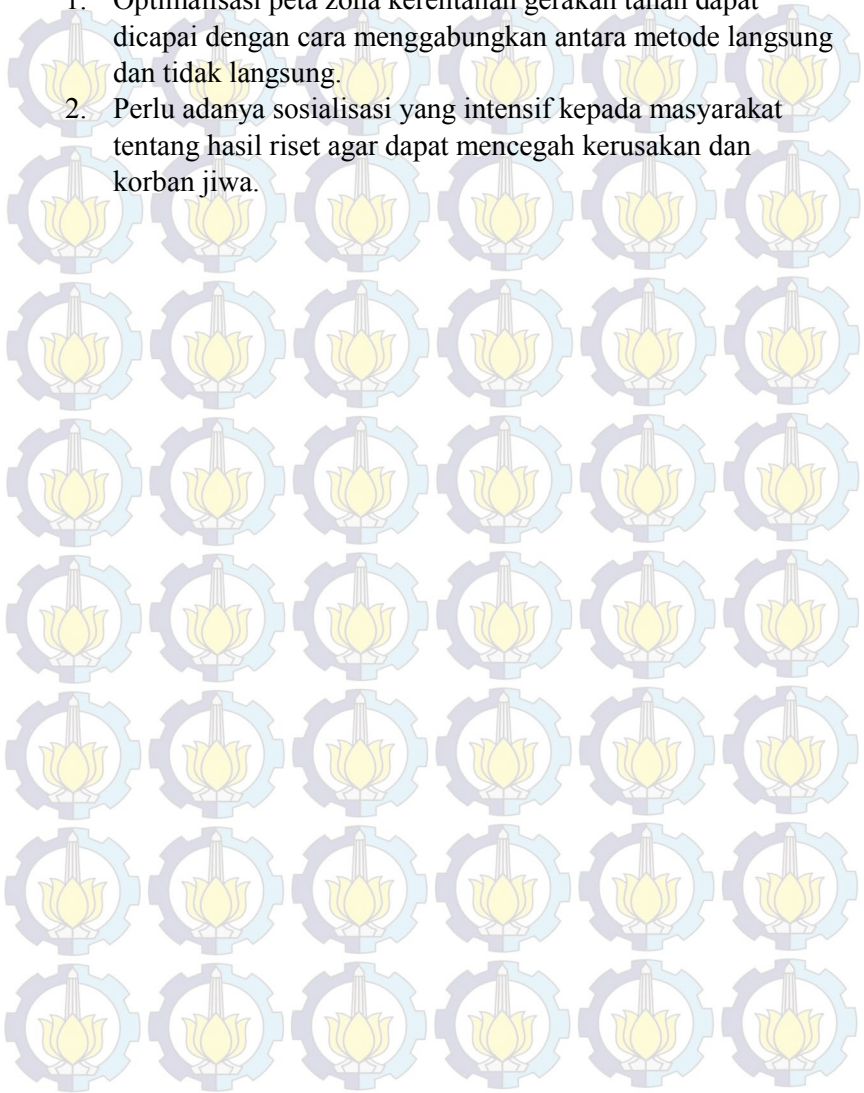 1. Optimalisasi peta zona kerentanan gerakan tanah dapat
dicapai dengan cara menggabungkan antara metode langsung
dan tidak langsung.
2. Perlu adanya sosialisasi yang intensif kepada masyarakat
tentang hasil riset agar dapat mencegah kerusakan dan
korban jiwa.